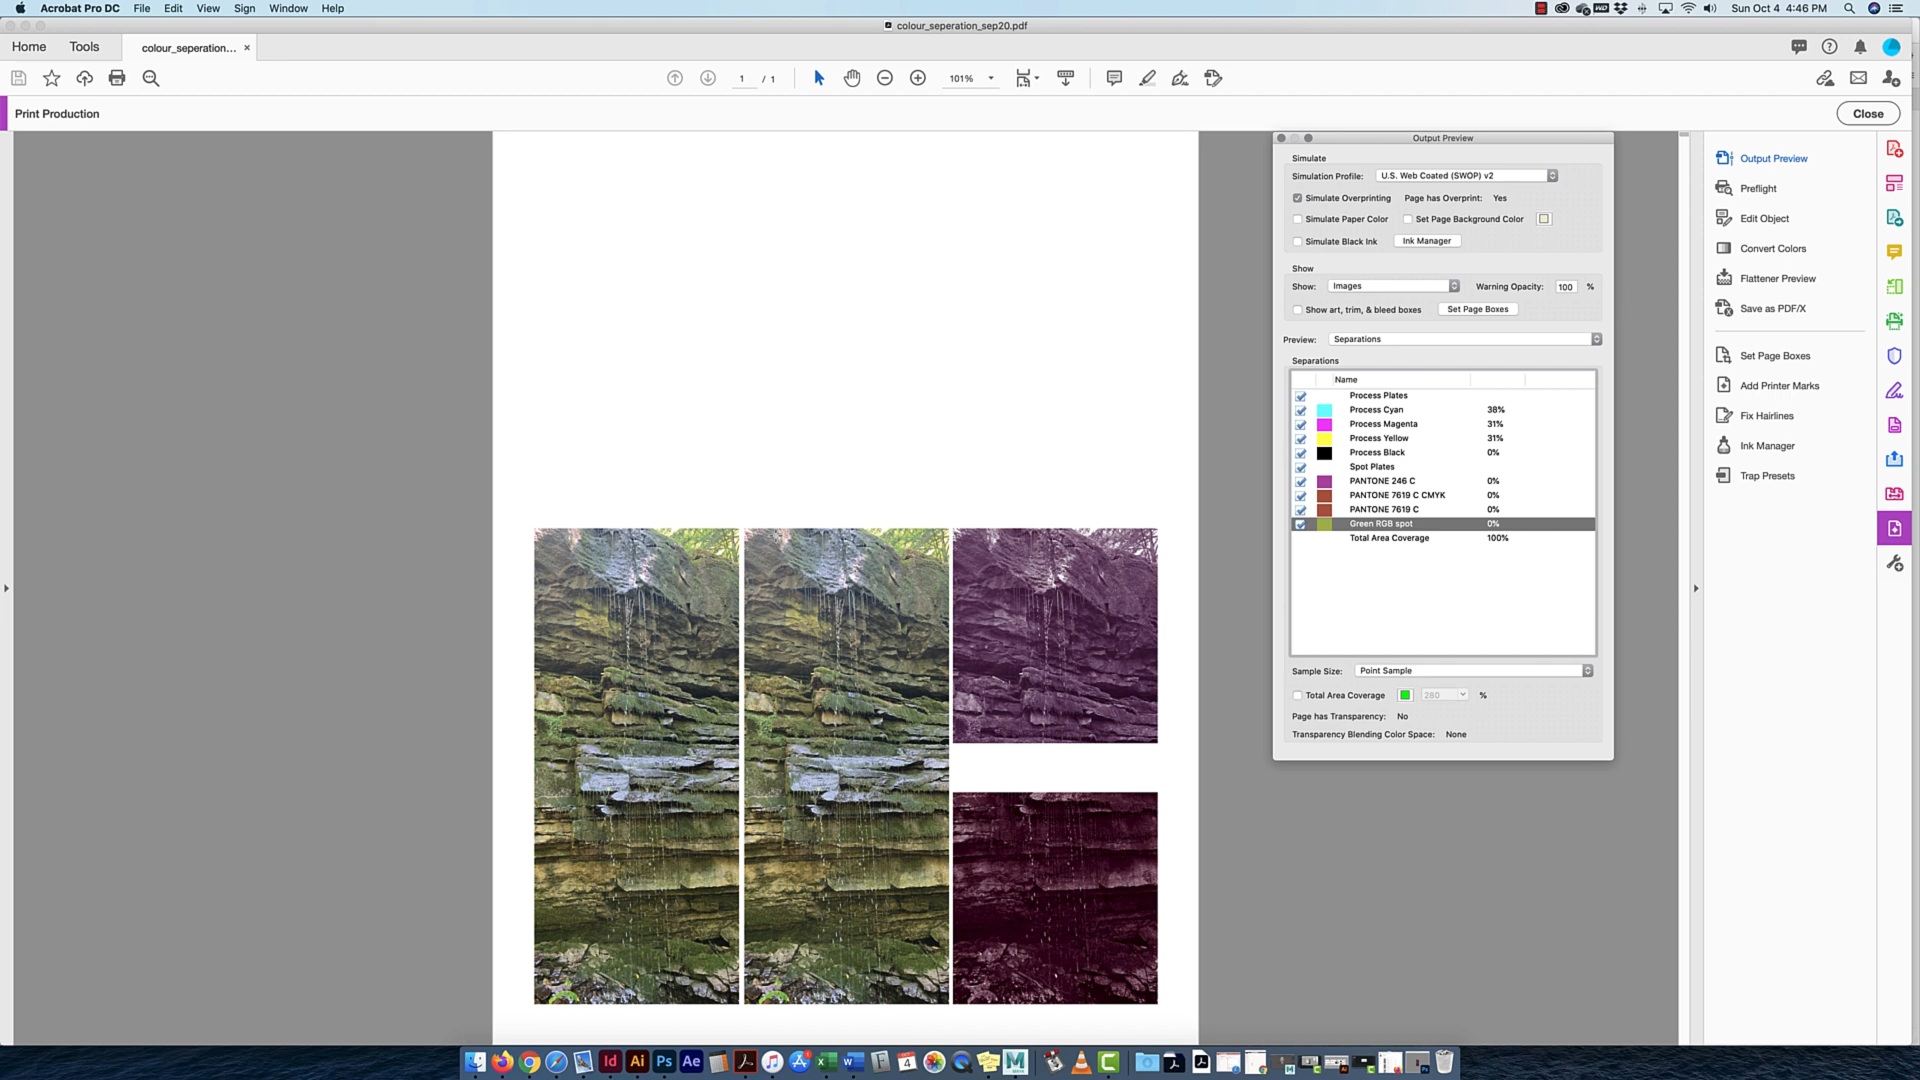 Acrobat Pro DC File Edit View Sign Window Help Sun Oct 4 4:46 PM
colour_seperation_sep20.pdf
Home Tools colour_seperation... ×
1 / 1 101%
Print Production Close
Output Preview
Simulate
Simulation Profile: U.S. Web Coated (SWOP) v2
Simulate Overprinting Page has Overprint: Yes
Simulate Paper Color Set Page Background Color
Simulate Black Ink Ink Manager
Show
Show: Images Warning Opacity: 100 %
Show art, trim, & bleed boxes Set Page Boxes
Preview: Separations
Separations
Name
Process Plates
Process Cyan 38%
Process Magenta 31%
Process Yellow 31%
Process Black 0%
Spot Plates
PANTONE 246 C 0%
PANTONE 7619 C CMYK 0%
PANTONE 7619 C 0%
Green RGB spot 0%
Total Area Coverage 100%
Sample Size: Point Sample
Total Area Coverage 280 %
Page has Transparency: No
Transparency Blending Color Space: None
Output Preview
Preflight
Edit Object
Convert Colors
Flattener Preview
Save as PDF/X
Set Page Boxes
Add Printer Marks
Fix Hairlines
Ink Manager
Trap Presets
Id Ai Ps Ae